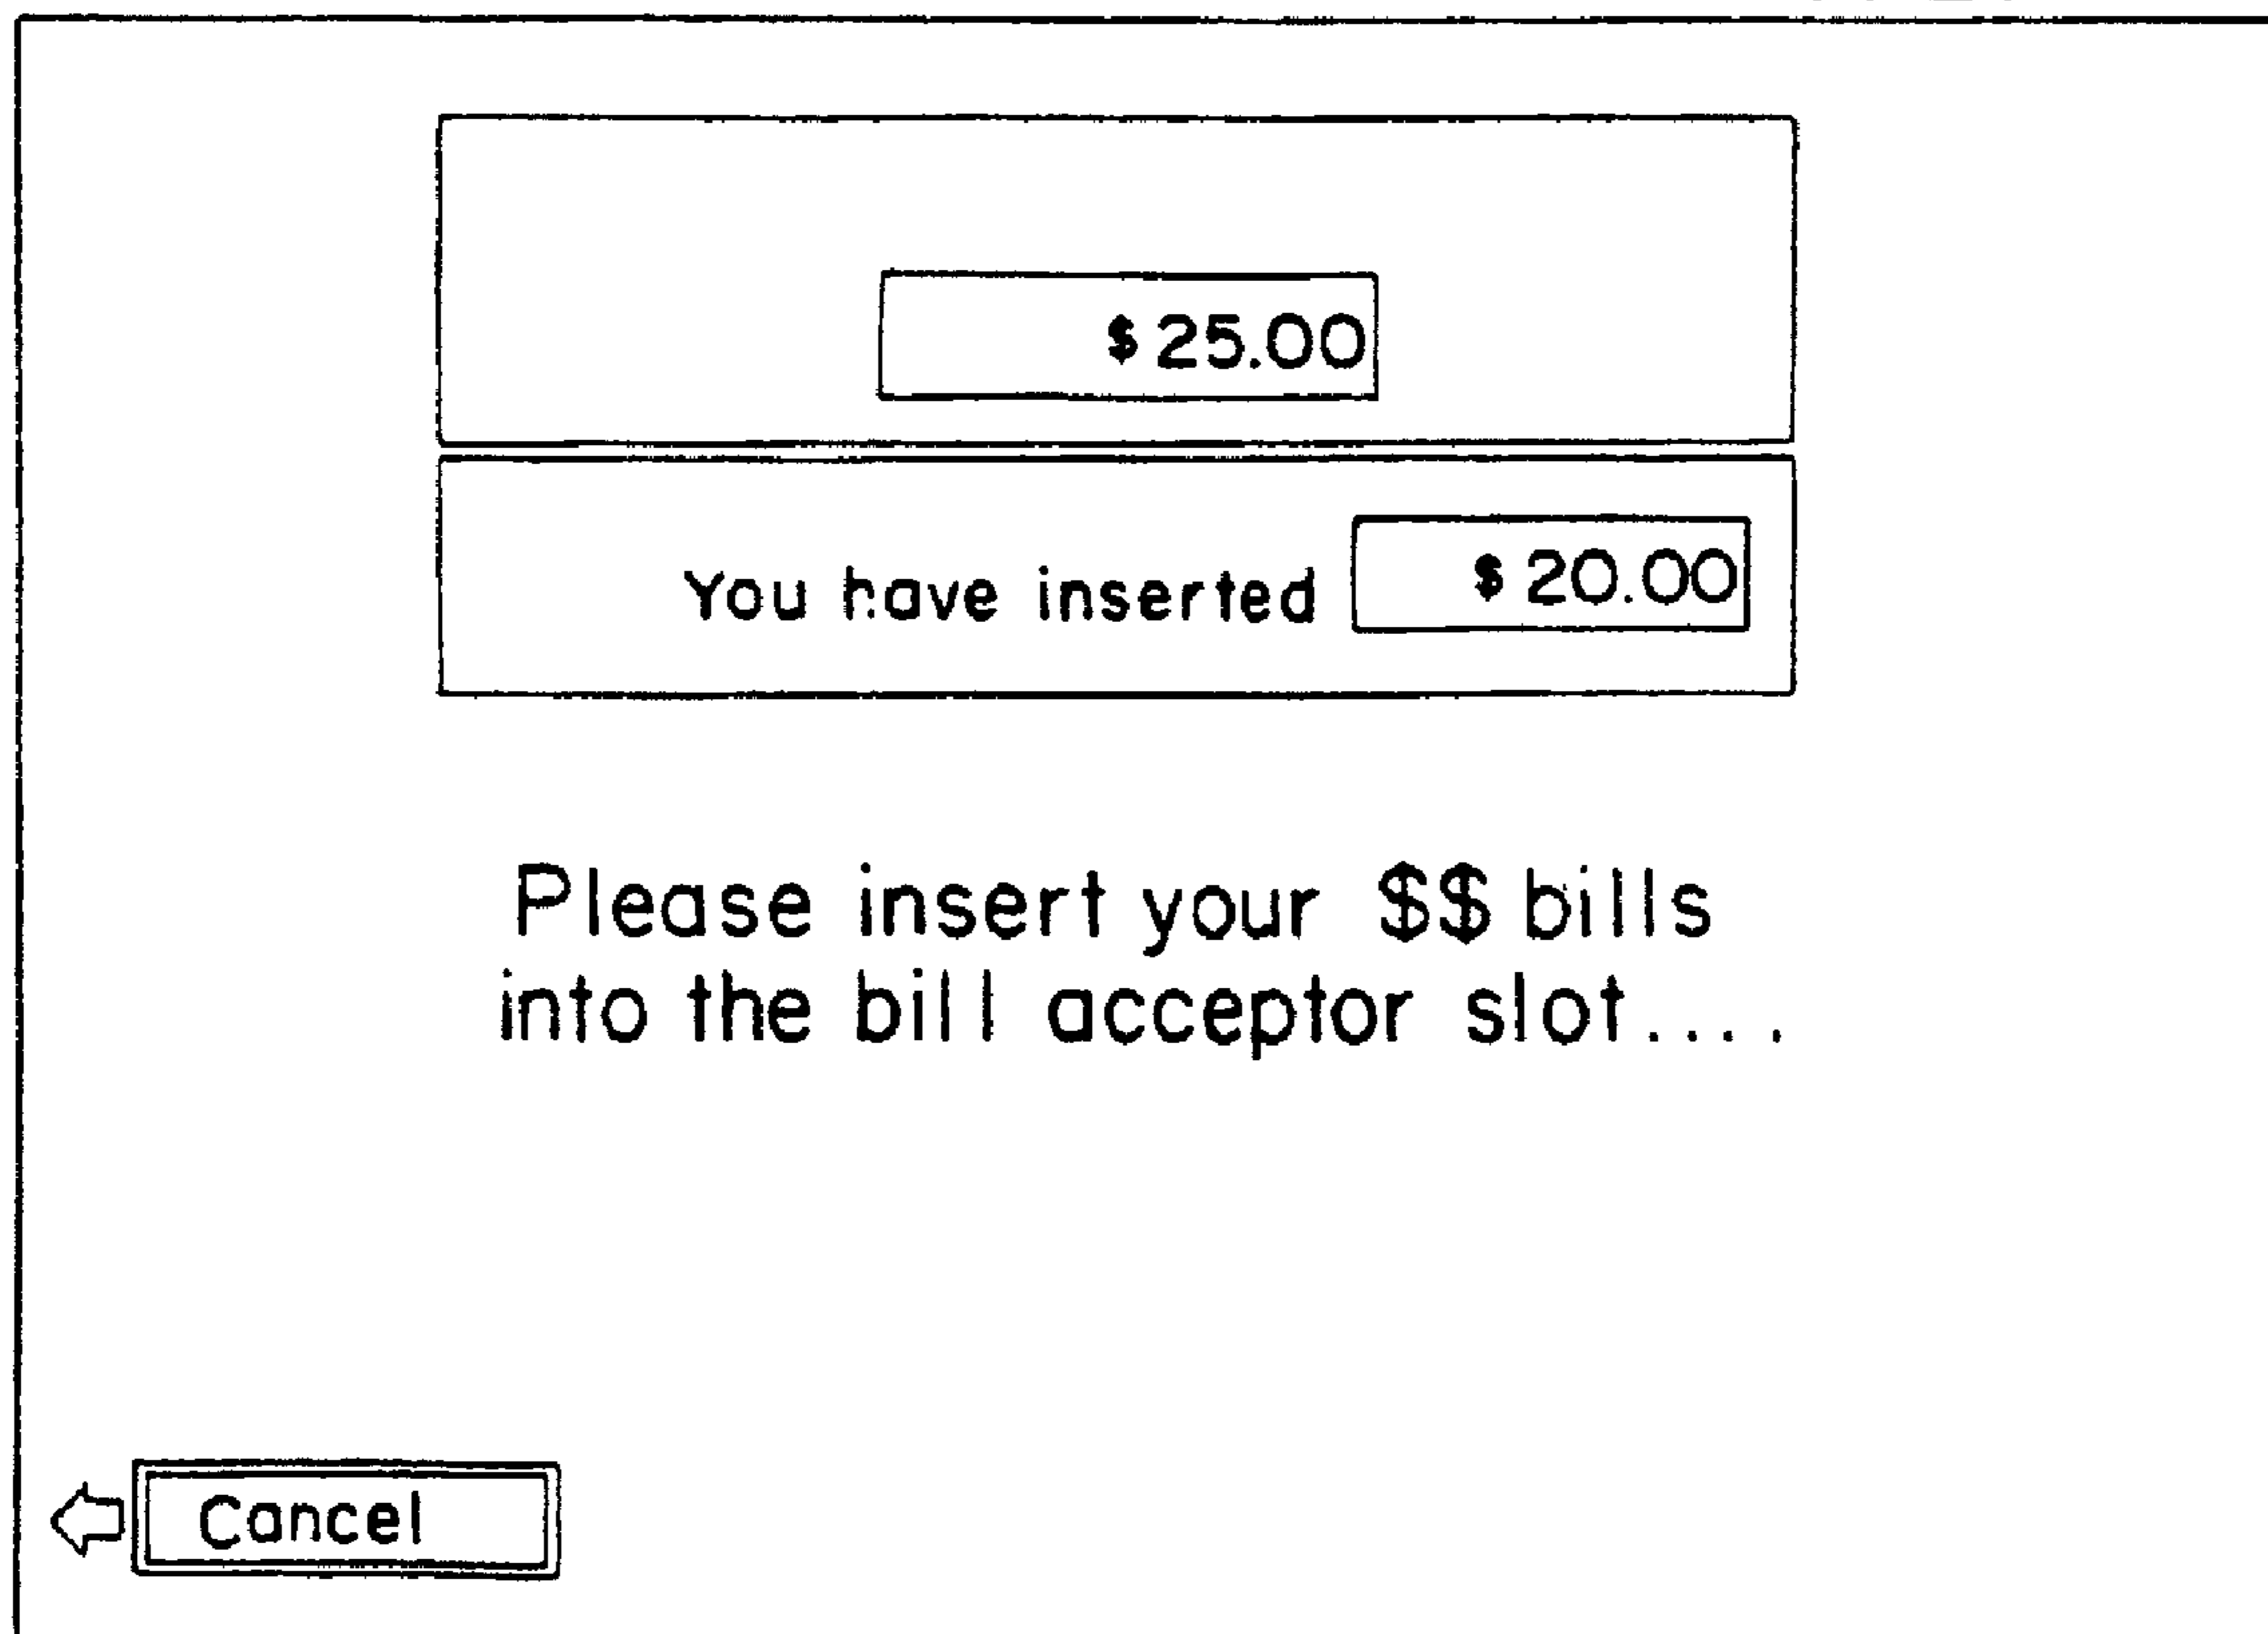 $25.00
You have inserted $20.00
Please insert your $$ bills
into the bill acceptor slot....
Cancel